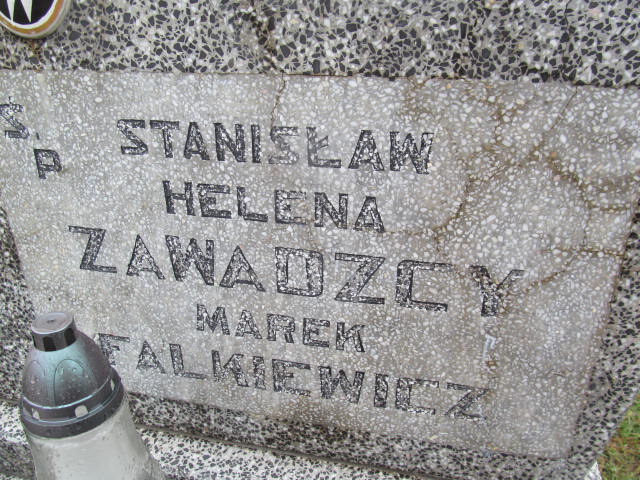 Ś.
P
STANISŁAW
HELENA
ZAWADZCY
MAREK
FALKIEWICZ